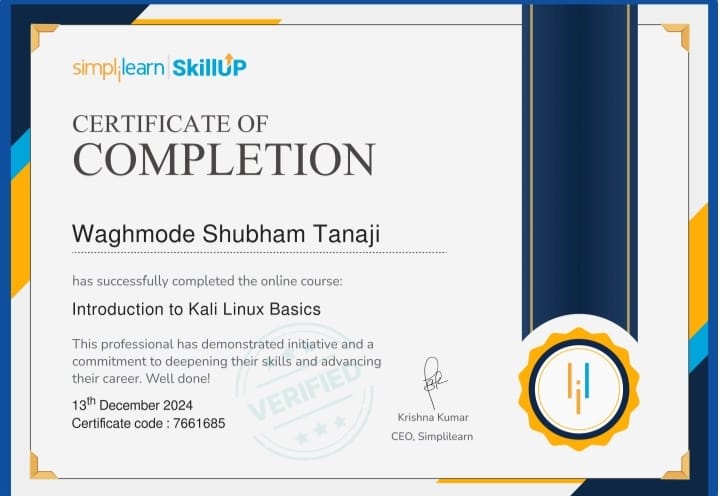 simplilearn | SkillUP
CERTIFICATE OF
COMPLETION
Waghmode Shubham Tanaji
has successfully completed the online course:
Introduction to Kali Linux Basics
This professional has demonstrated initiative and a
commitment to deepening their skills and advancing
their career. Well done!
VERIFIED
13th December 2024
Certificate code : 7661685
Krishna Kumar
CEO, Simplilearn